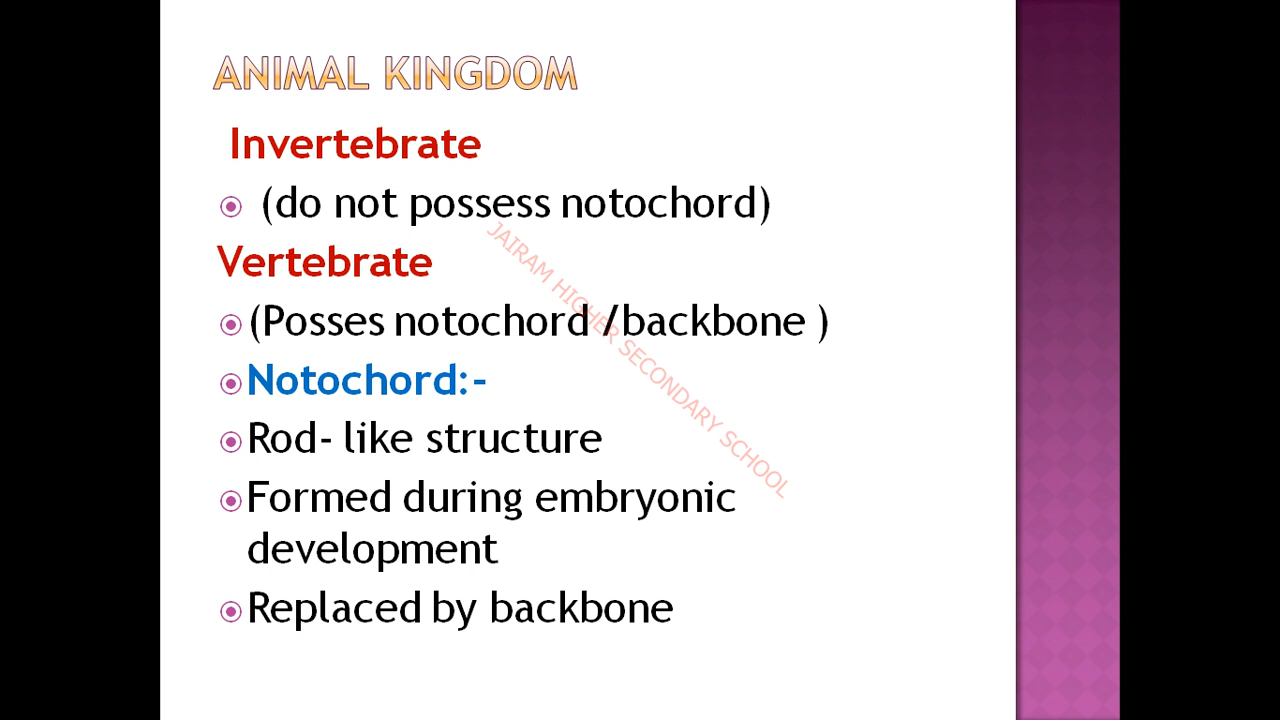 ANIMAL KINGDOM
Invertebrate
(do not possess notochord)
Vertebrate
(Posses notochord /backbone )
Notochord:-
Rod- like structure
Formed during embryonic
development
Replaced by backbone
JAIRAM HIGHER SECONDARY SCHOOL